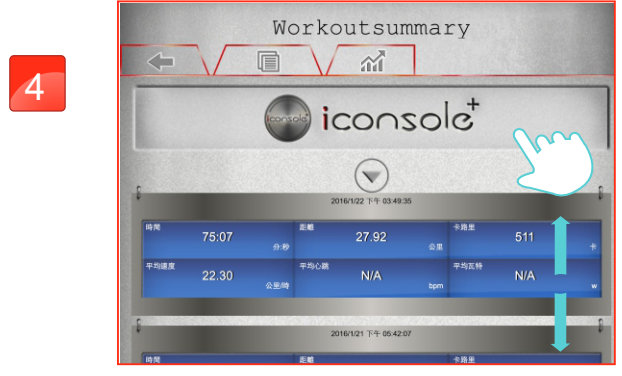 4
Workoutsummary
iconsole
iconsole+
2016/1/22 下午 03:49:35
時間 距離 卡路里
75:07 27.92 511
分:秒 公里 卡
平均速度 平均心跳 平均瓦特
22.30 N/A N/A
公里/時 bpm w
2016/1/21 下午 05:42:07
時間 距離 卡路里